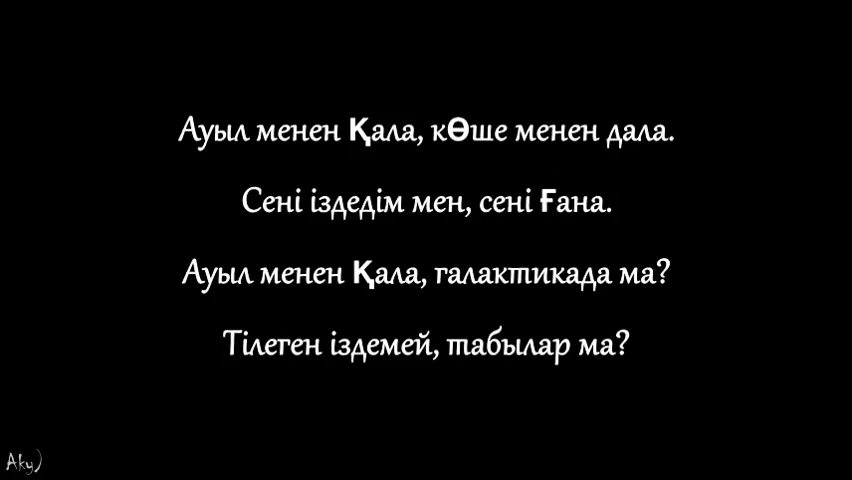 Ауыл менен Қала, кӨше менен дала.
Сені іздедім мен, сені Ғана.
Ауыл менен Қала, галактикада ма?
Тілеген іздемей, табылар ма?
Aky)